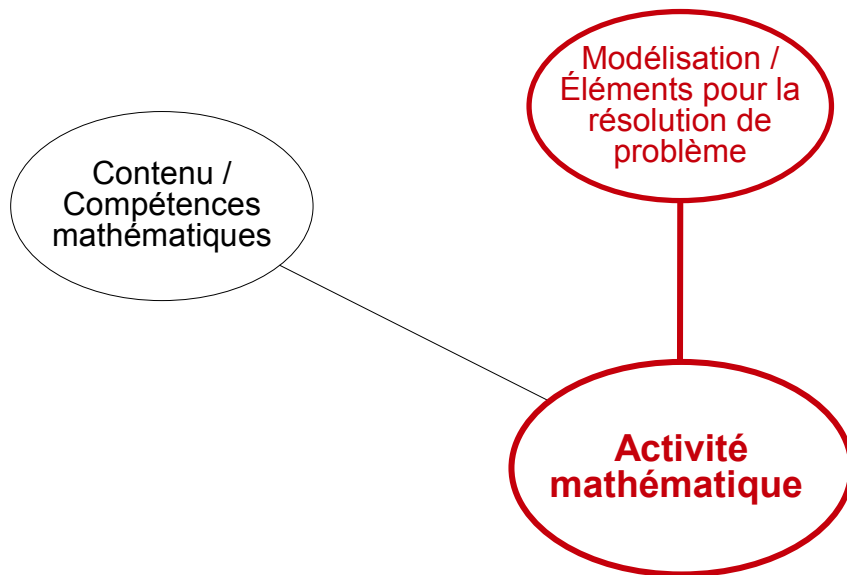 Modélisation /
Éléments pour la
résolution de
problème
Contenu /
Compétences
mathématiques
Activité
mathématique